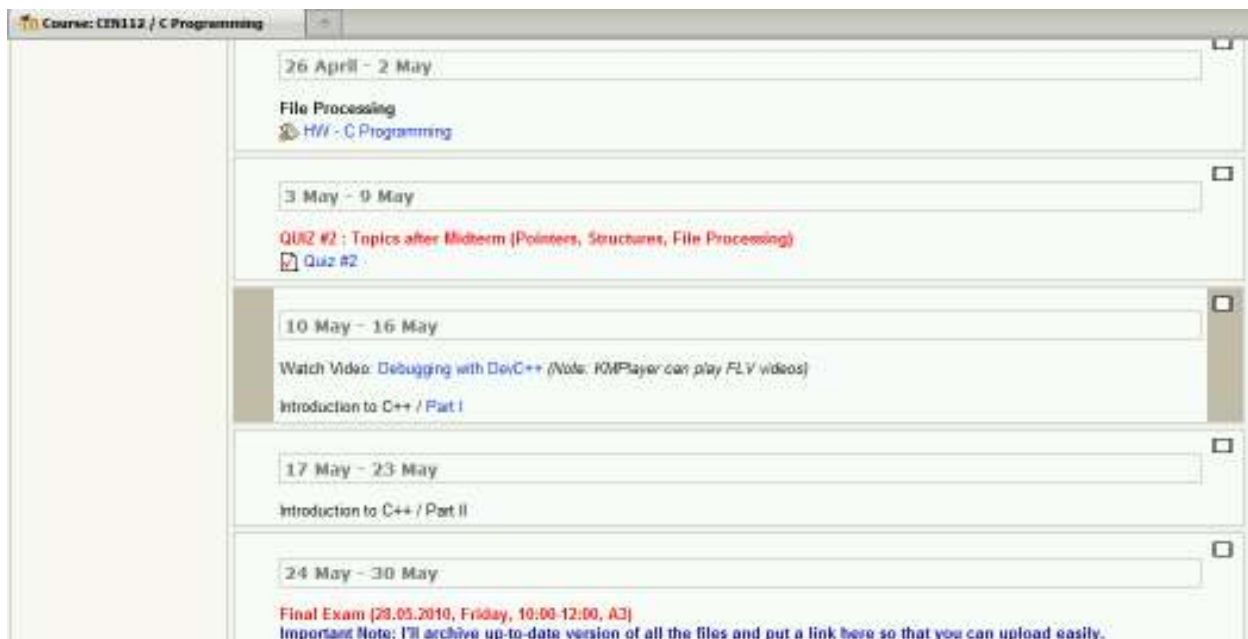 Course: CEN112 / C Programming
26 April - 2 May
File Processing
HW - C Programming
3 May - 9 May
QUIZ #2 : Topics after Midterm (Pointers, Structures, File Processing)
Quiz #2
10 May - 16 May
Watch Video: Debugging with DevC++ (Note: KMPlayer can play FLV videos)
Introduction to C++ / Part I
17 May - 23 May
Introduction to C++ / Part II
24 May - 30 May
Final Exam (28.05.2010, Friday, 10:00-12:00, A3)
Important Note: I'll archive up-to-date version of all the files and put a link here so that you can upload easily.